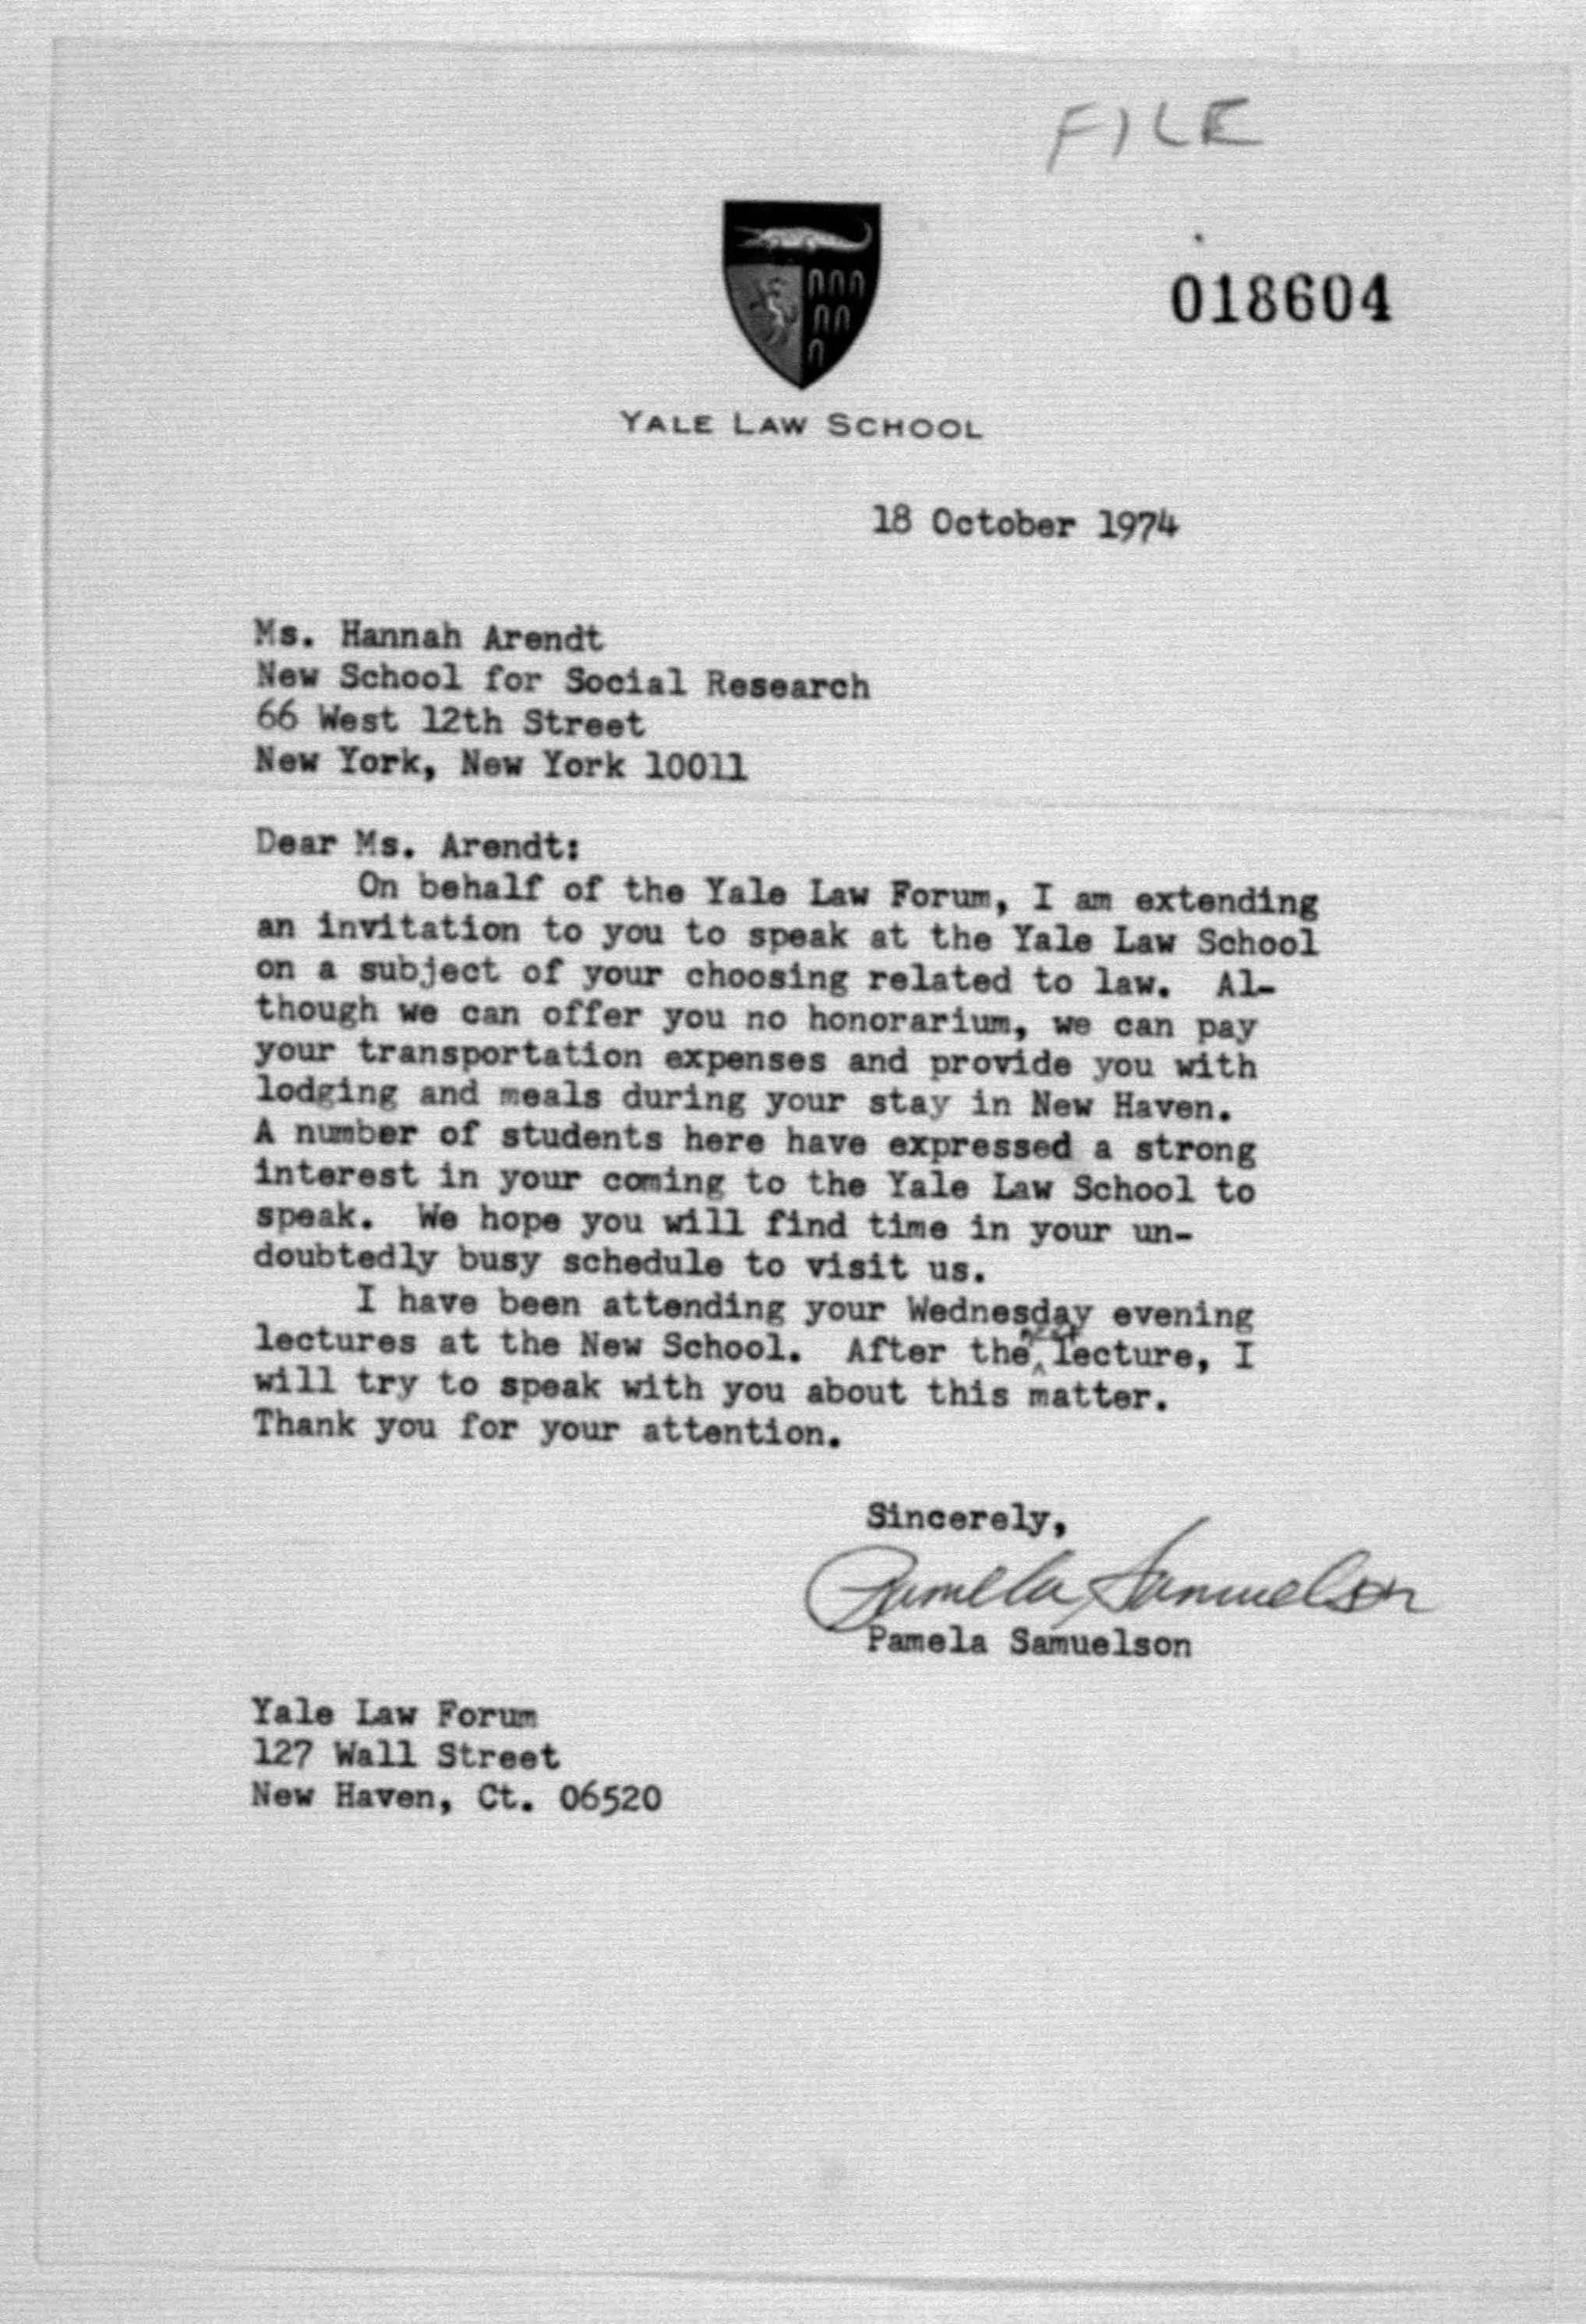 FILE
018604
YALE LAW SCHOOL
18 October 1974
Ms. Hannah Arendt
New School for Social Research
66 West 12th Street
New York, New York 10011
Dear Ms. Arendt:
On behalf of the Yale Law Forum, I am extending
an invitation to you to speak at the Yale Law School
on a subject of your choosing related to law. Al-
though we can offer you no honorarium, we can pay
your transportation expenses and provide you with
lodging and meals during your stay in New Haven.
A number of students here have expressed a strong
interest in your coming to the Yale Law School to
speak. We hope you will find time in your un-
doubtedly busy schedule to visit us.
I have been attending your Wednesday evening
lectures at the New School. After the next lecture, I
will try to speak with you about this matter.
Thank you for your attention.
Sincerely,
Pamela Samuelson
Pamela Samuelson
Yale Law Forum
127 Wall Street
New Haven, Ct. 06520